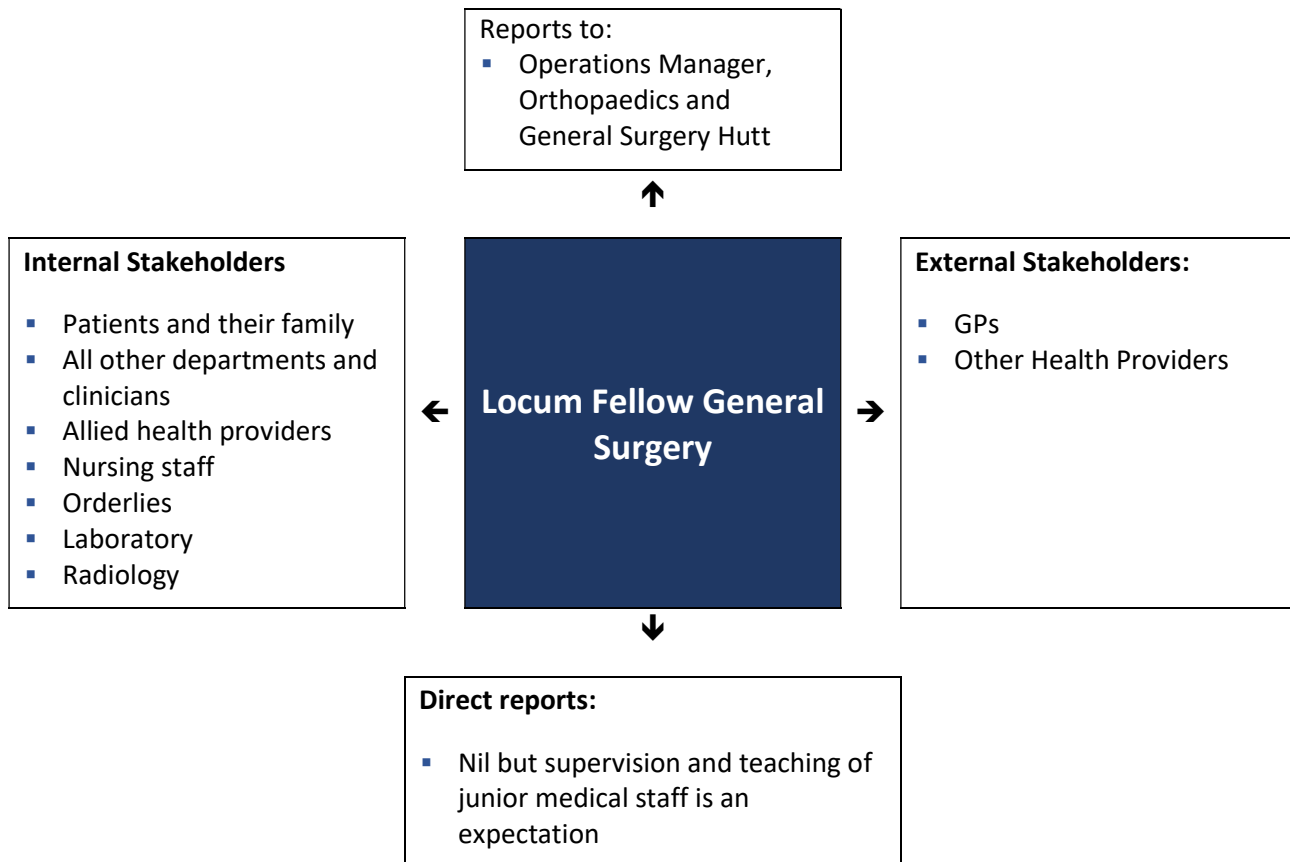 Reports to:
▪ Operations Manager,
Orthopaedics and
General Surgery Hutt
Internal Stakeholders
▪ Patients and their family
▪ All other departments and
clinicians
▪ Allied health providers
▪ Nursing staff
▪ Orderlies
▪ Laboratory
▪ Radiology
Locum Fellow General
Surgery
External Stakeholders:
▪ GPs
▪ Other Health Providers
Direct reports:
▪ Nil but supervision and teaching of
junior medical staff is an
expectation